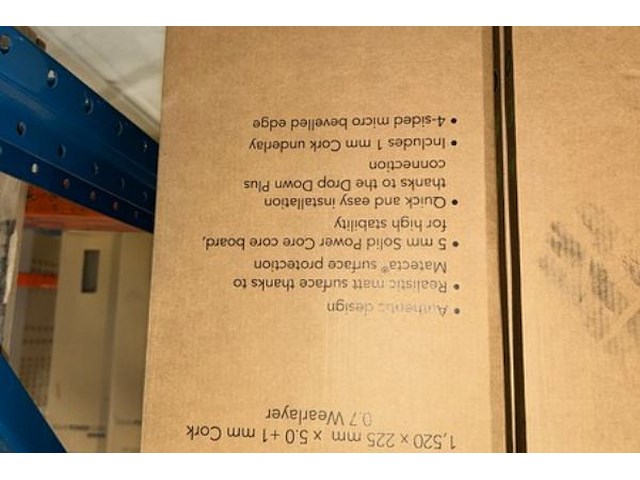 1,520 x 225 mm x 5.0 + 1 mm Cork
0.7 Wearlayer
• Authentic design
• Realistic matt surface thanks to
Matecta® surface protection
• 5 mm Solid Power Core core board,
for high stability
• Quick and easy installation
thanks to the Drop Down Plus
connection
• Includes 1 mm Cork underlay
• 4-sided micro bevelled edge